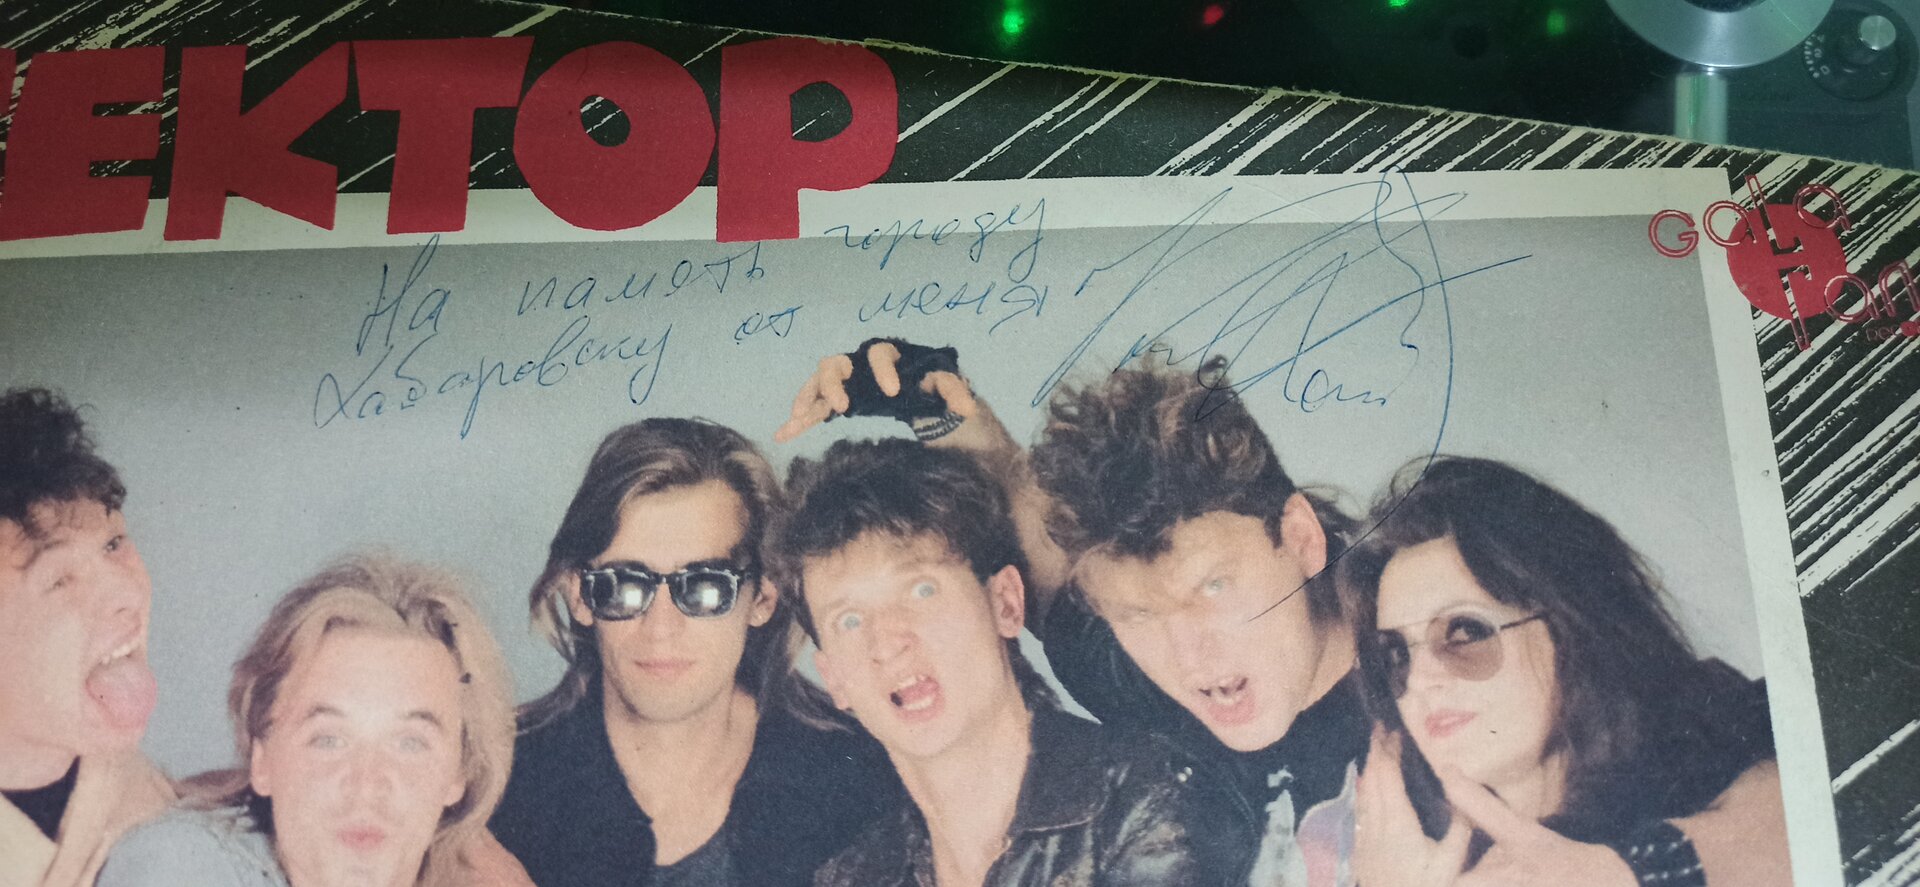 ЕКТОР
На память городу
Хабаровску от меня
Gala